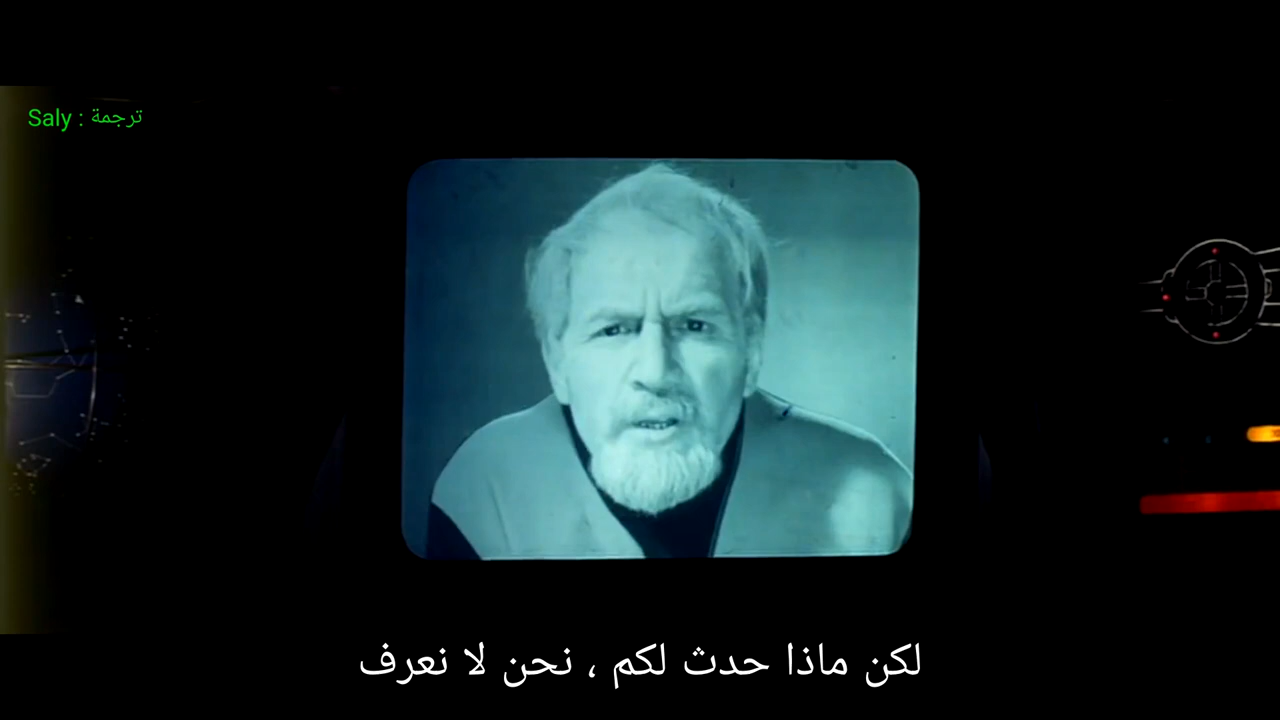 ترجمة : Saly
لكن ماذا حدث لكم ، نحن لا نعرف